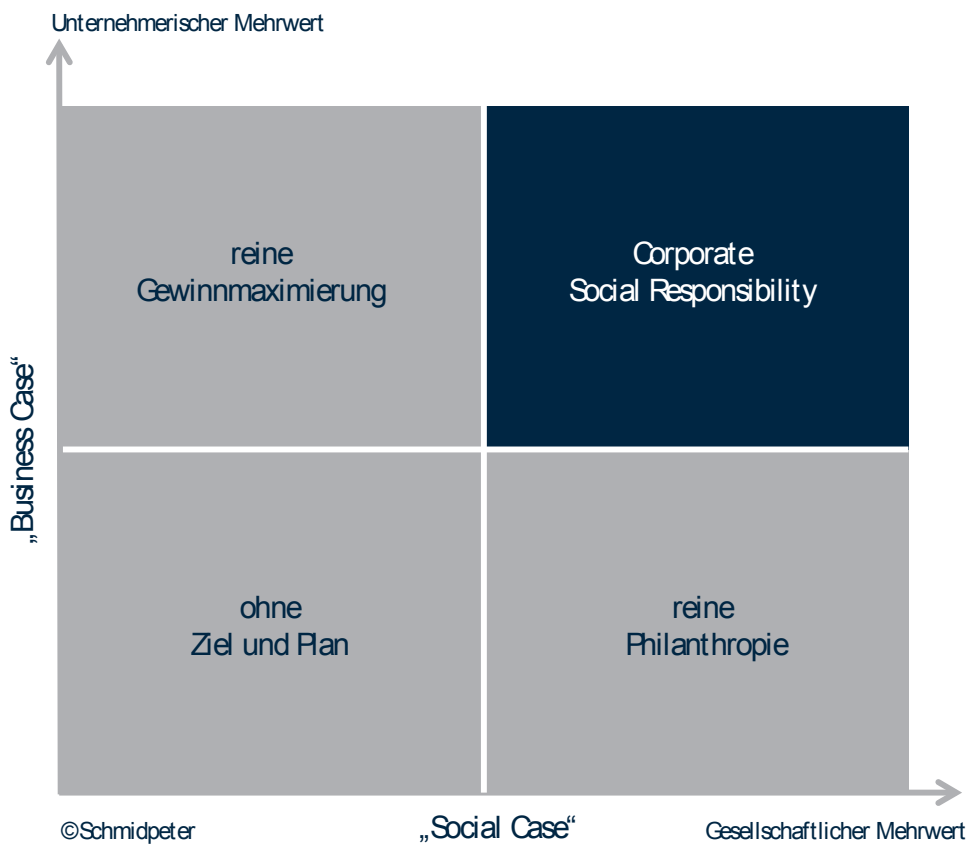 Unternehmerischer Mehrwert
reine
Gewinnmaximierung
Corporate
Social Responsibility
„Business Case“
ohne
Ziel und Plan
reine
Philanthropie
©Schmidpeter
„Social Case“
Gesellschaftlicher Mehrwert